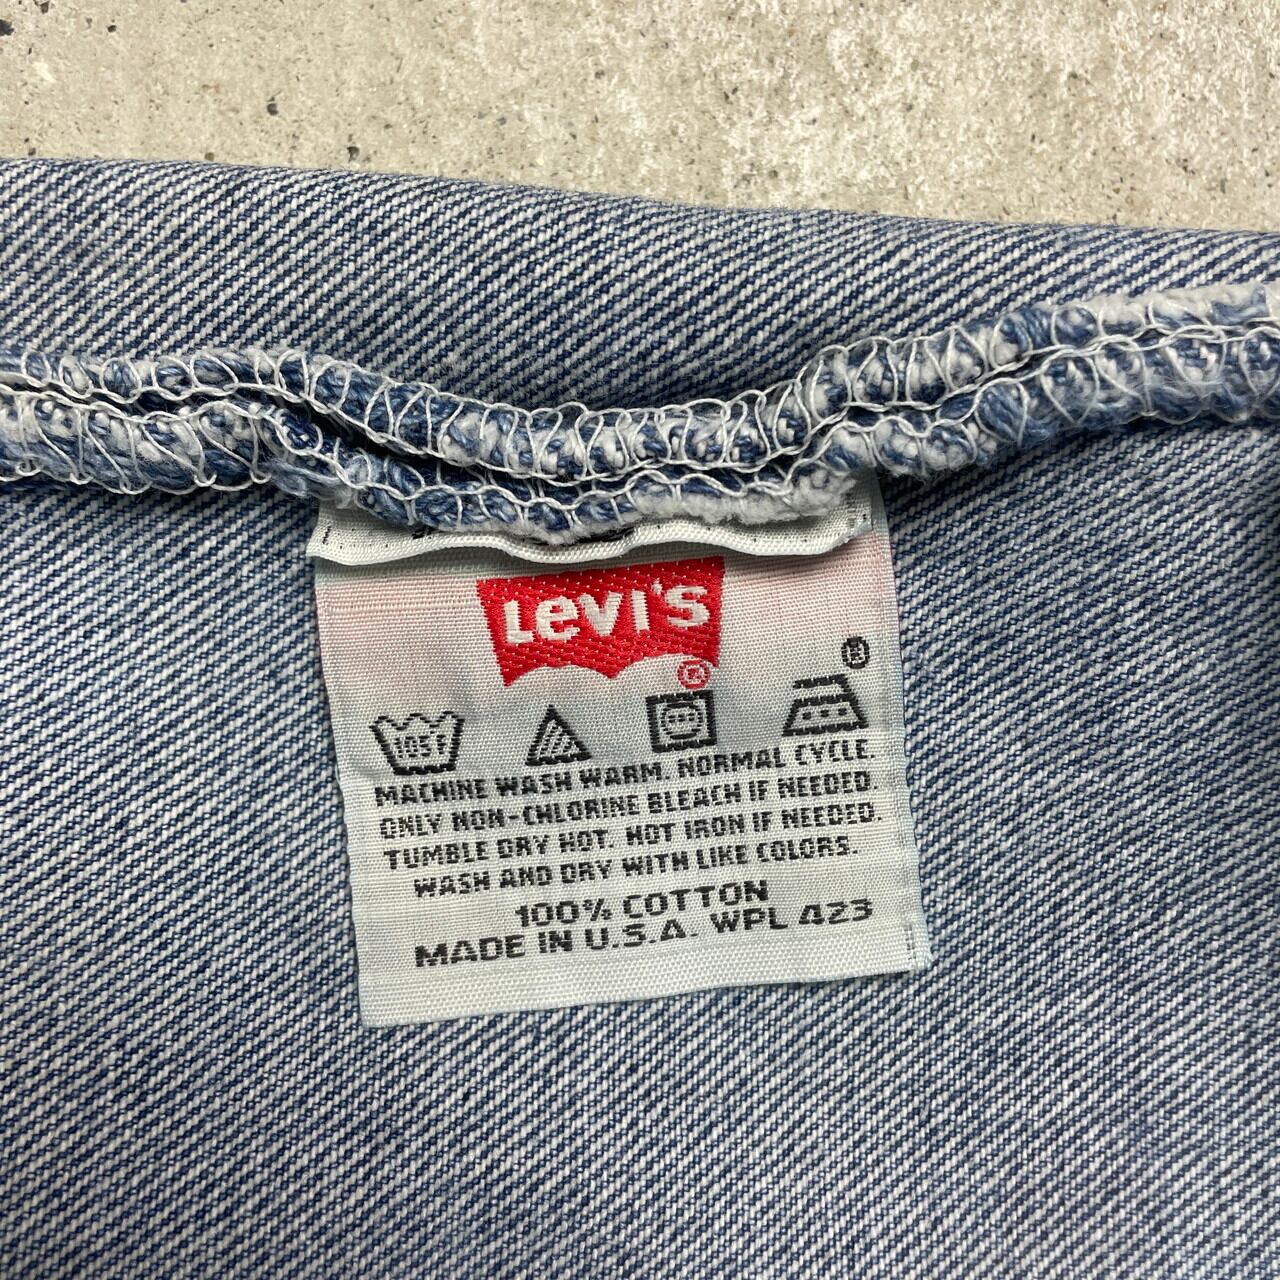 Levi's
®
®
105F
MACHINE WASH WARM. NORMAL CYCLE.
ONLY NON-CHLORINE BLEACH IF NEEDED.
TUMBLE DRY HOT. HOT IRON IF NEEDED.
WASH AND DRY WITH LIKE COLORS.
100% COTTON
MADE IN U.S.A. WPL 423